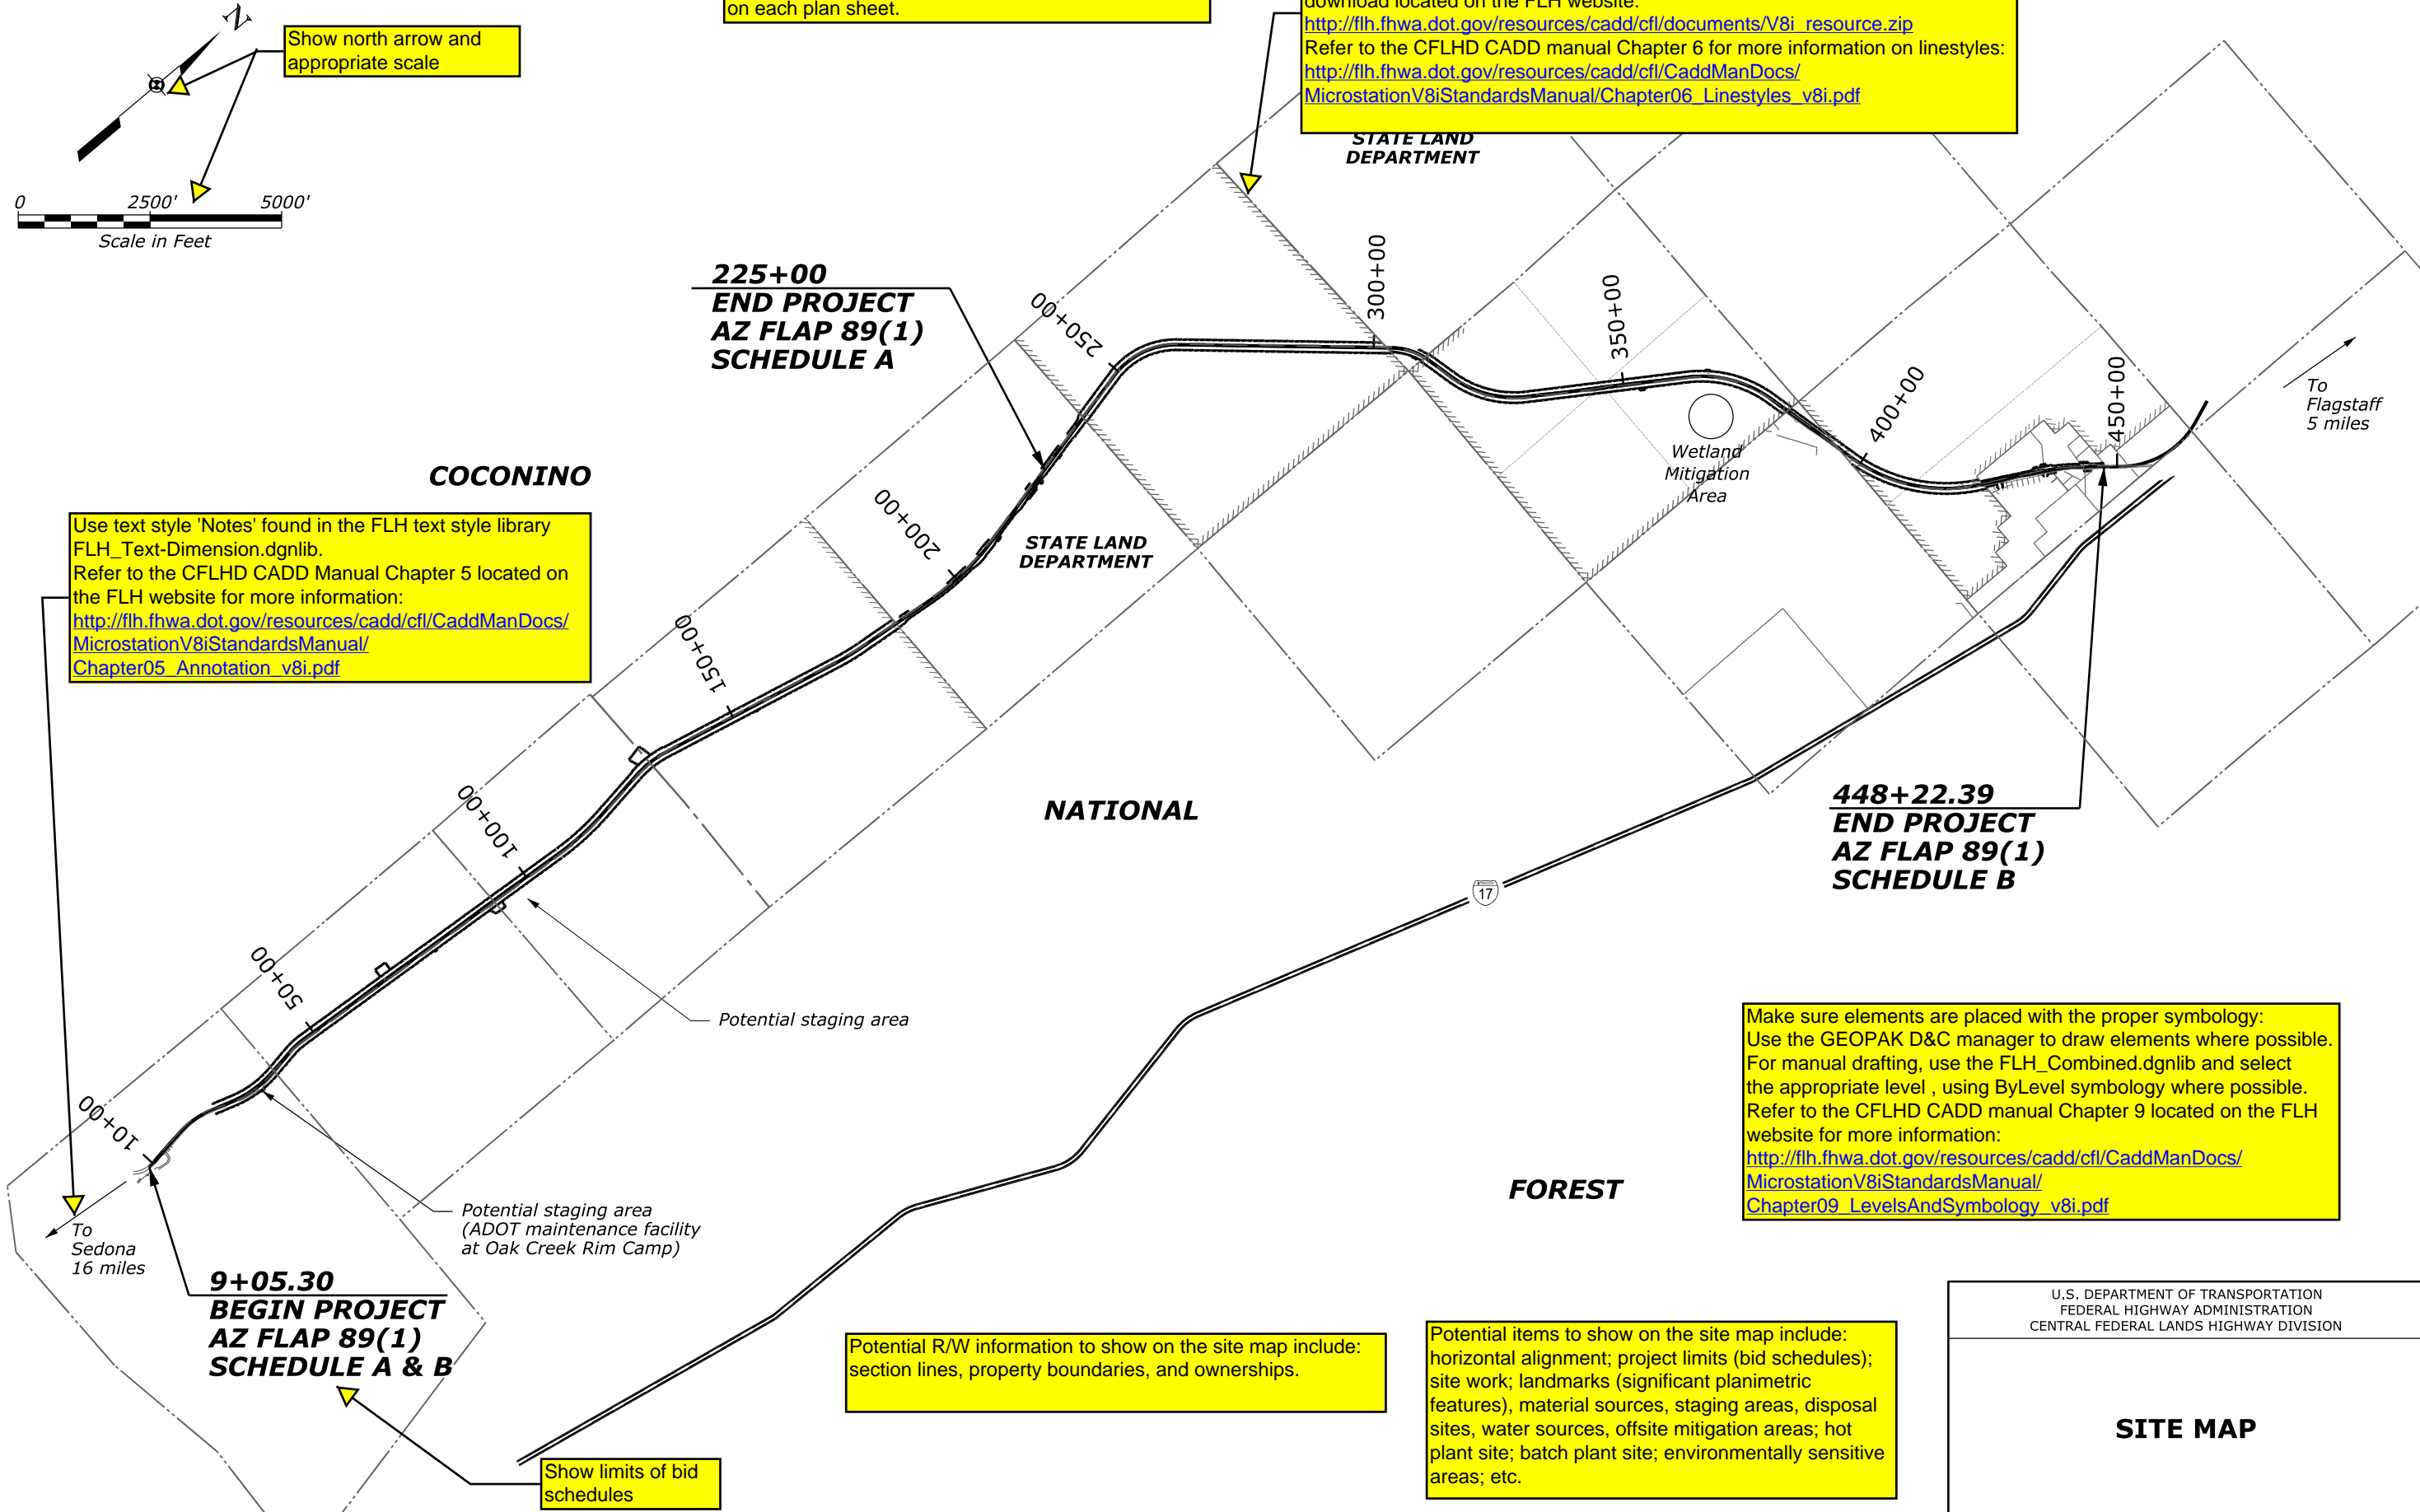 N
Show north arrow and
appropriate scale
on each plan sheet.
download located on the FLH website:
http://flh.fhwa.dot.gov/resources/cadd/cfl/documents/V8i_resource.zip
Refer to the CFLHD CADD manual Chapter 6 for more information on linestyles:
http://flh.fhwa.dot.gov/resources/cadd/cfl/CaddManDocs/
MicrostationV8iStandardsManual/Chapter06_Linestyles_v8i.pdf
STATE LAND
DEPARTMENT
0 2500' 5000'
Scale in Feet
225+00
END PROJECT
AZ FLAP 89(1)
SCHEDULE A
250+00
300+00
350+00
400+00
450+00
To
Flagstaff
5 miles
Wetland
Mitigation
Area
COCONINO
Use text style 'Notes' found in the FLH text style library
FLH_Text-Dimension.dgnlib.
Refer to the CFLHD CADD Manual Chapter 5 located on
the FLH website for more information:
http://flh.fhwa.dot.gov/resources/cadd/cfl/CaddManDocs/
MicrostationV8iStandardsManual/
Chapter05_Annotation_v8i.pdf
200+00
STATE LAND
DEPARTMENT
150+00
100+00
NATIONAL
448+22.39
END PROJECT
AZ FLAP 89(1)
SCHEDULE B
17
50+00
Potential staging area
Make sure elements are placed with the proper symbology:
Use the GEOPAK D&C manager to draw elements where possible.
For manual drafting, use the FLH_Combined.dgnlib and select
the appropriate level , using ByLevel symbology where possible.
Refer to the CFLHD CADD manual Chapter 9 located on the FLH
website for more information:
http://flh.fhwa.dot.gov/resources/cadd/cfl/CaddManDocs/
MicrostationV8iStandardsManual/
Chapter09_LevelsAndSymbology_v8i.pdf
10+00
FOREST
Potential staging area
(ADOT maintenance facility
at Oak Creek Rim Camp)
To
Sedona
16 miles
9+05.30
BEGIN PROJECT
AZ FLAP 89(1)
SCHEDULE A & B
Show limits of bid
schedules
Potential R/W information to show on the site map include:
section lines, property boundaries, and ownerships.
Potential items to show on the site map include:
horizontal alignment; project limits (bid schedules);
site work; landmarks (significant planimetric
features), material sources, staging areas, disposal
sites, water sources, offsite mitigation areas; hot
plant site; batch plant site; environmentally sensitive
areas; etc.
U.S. DEPARTMENT OF TRANSPORTATION
FEDERAL HIGHWAY ADMINISTRATION
CENTRAL FEDERAL LANDS HIGHWAY DIVISION
SITE MAP